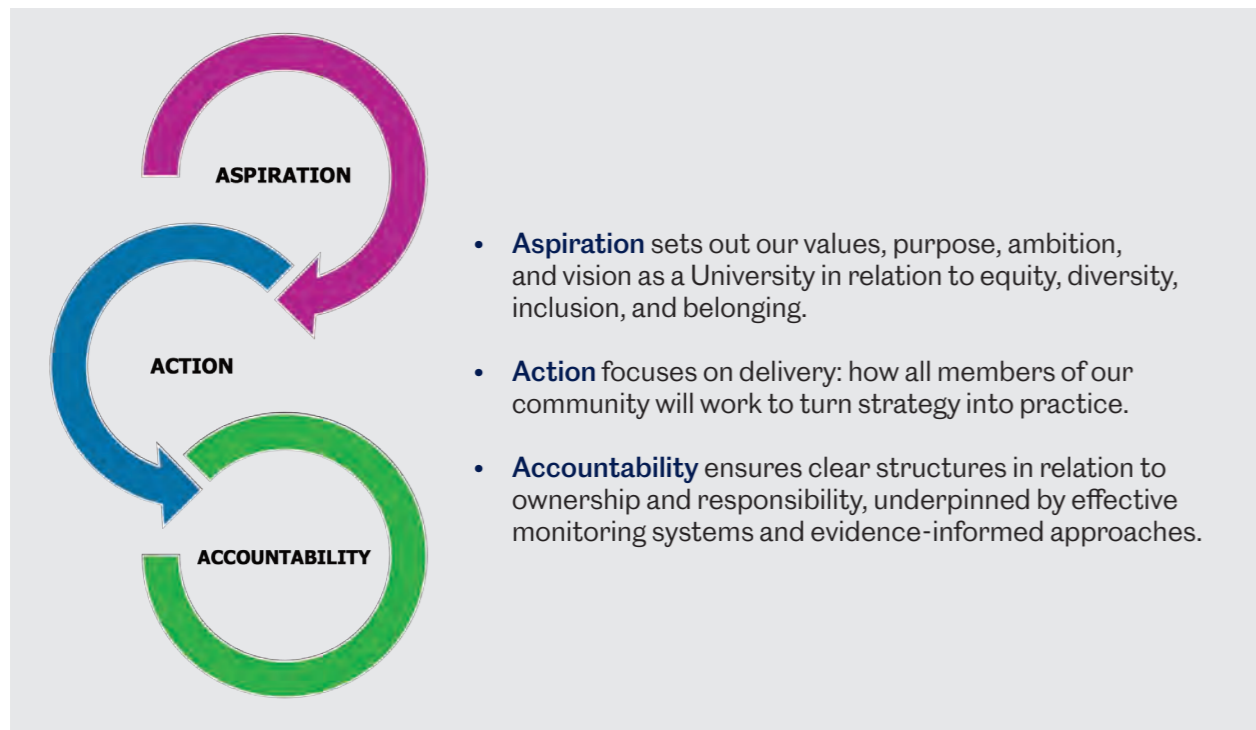 ASPIRATION
ACTION
ACCOUNTABILITY
• Aspiration sets out our values, purpose, ambition,
and vision as a University in relation to equity, diversity,
inclusion, and belonging.
• Action focuses on delivery: how all members of our
community will work to turn strategy into practice.
• Accountability ensures clear structures in relation to
ownership and responsibility, underpinned by effective
monitoring systems and evidence-informed approaches.